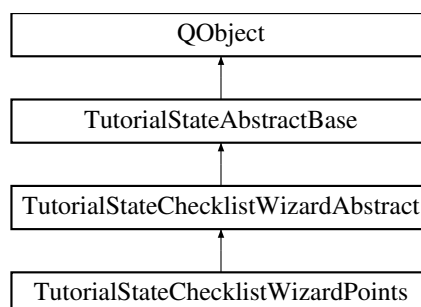 QObject
TutorialStateAbstractBase
TutorialStateChecklistWizardAbstract
TutorialStateChecklistWizardPoints